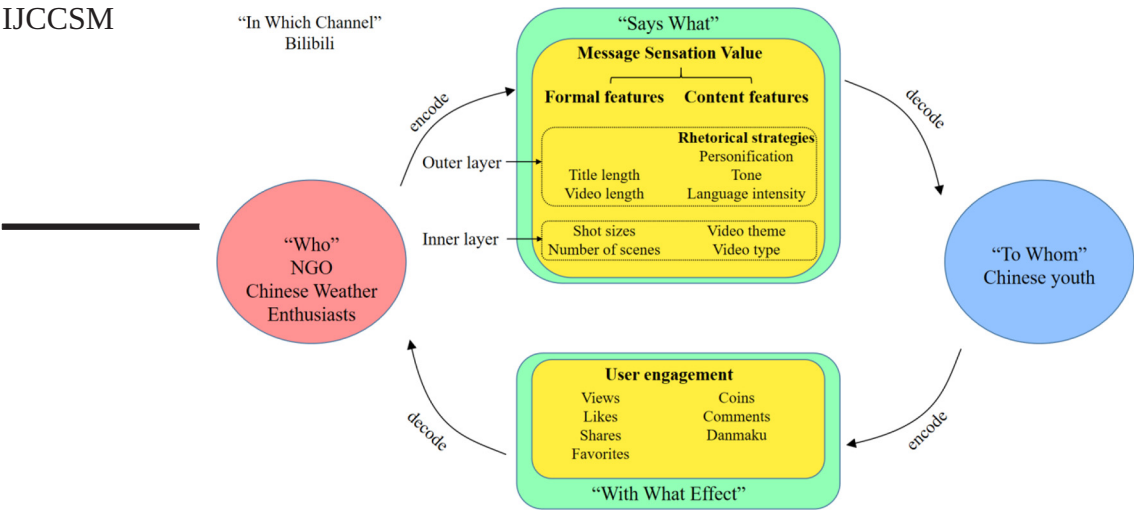 IJCCSM
“In Which Channel”
Bilibili
“Says What”
Message Sensation Value
Formal features
Content features
encode
decode
Outer layer
Title length
Video length
Rhetorical strategies
Personification
Tone
Language intensity
Inner layer
Shot sizes
Number of scenes
Video theme
Video type
“Who”
NGO
Chinese Weather
Enthusiasts
“To Whom”
Chinese youth
User engagement
Views
Likes
Shares
Favorites
Coins
Comments
Danmaku
“With What Effect”
decode
encode